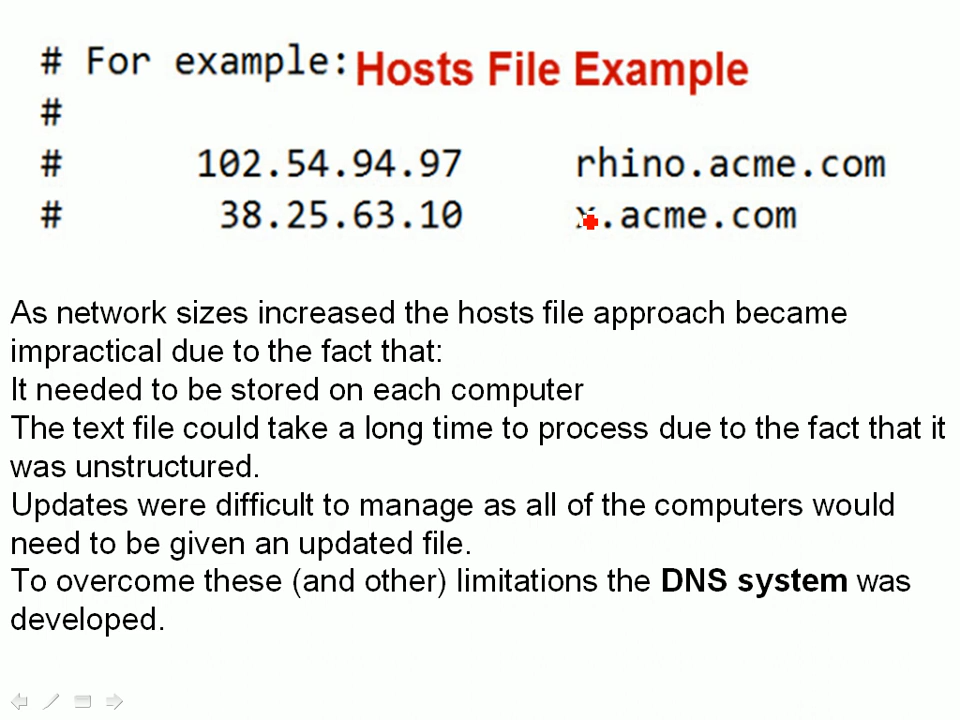 # For example: Hosts File Example
#
# 102.54.94.97 rhino.acme.com
# 38.25.63.10 x.acme.com
As network sizes increased the hosts file approach became
impractical due to the fact that:
It needed to be stored on each computer
The text file could take a long time to process due to the fact that it
was unstructured.
Updates were difficult to manage as all of the computers would
need to be given an updated file.
To overcome these (and other) limitations the DNS system was
developed.